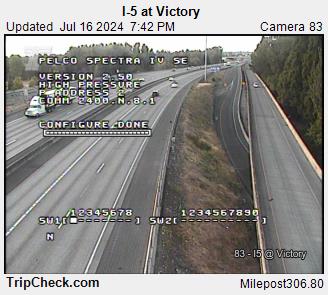 I-5 at Victory
Updated Jul 16 2024 7:42 PM Camera 83
PELCO SPECTRA IV SE
VERSION 2.50
HIGH PRESSURE
P ADDRESS 2
COMM 2400,N,8,1
CONFIGURE DONE
12345678 1234567890
SW1[ ] SW2[ ]
N
83 - I5 @ Victory
TripCheck.com Milepost306.80